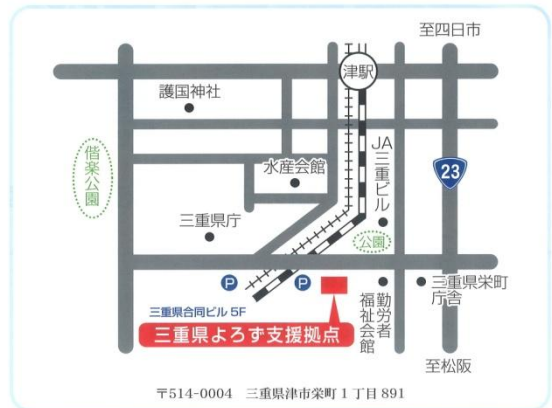 至四日市
津駅
護国神社
偕楽公園
水産会館
JA三重ビル
23
三重県庁
公園
P
P
三重県栄町
庁舎
勤労者
福祉会館
三重県合同ビル 5F
三重県よろず支援拠点
至松阪
〒514-0004 三重県津市栄町1丁目891